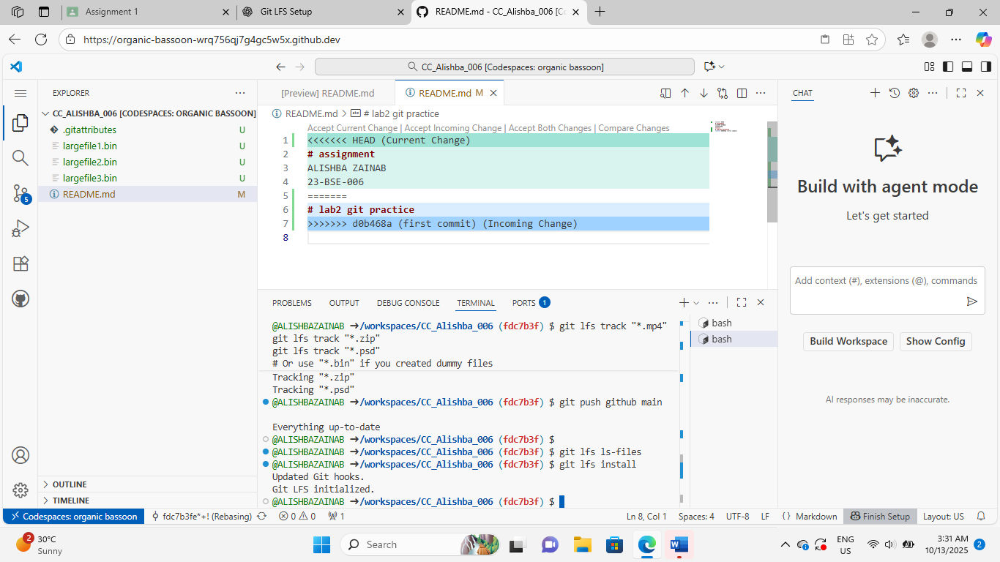 Assignment 1
Git LFS Setup
README.md - CC_Alishba_006 [Co
https://organic-bassoon-wrq756qj7g4gc5w5x.github.dev
CC_Alishba_006 [Codespaces: organic bassoon]
EXPLORER
CC_ALISHBA_006 [CODESPACES: ORGANIC BASSOON]
.gitattributes U
largefile1.bin U
largefile2.bin U
largefile3.bin U
README.md M
5
OUTLINE
TIMELINE
[Preview] README.md
README.md M
README.md > # lab2 git practice
Accept Current Change | Accept Incoming Change | Accept Both Changes | Compare Changes
1 <<<<<<< HEAD (Current Change)
2 # assignment
3 ALISHBA ZAINAB
4 23-BSE-006
5 =======
6 # lab2 git practice
7 >>>>>>> d0b468a (first commit) (Incoming Change)
8
PROBLEMS OUTPUT DEBUG CONSOLE TERMINAL PORTS 1
@ALISHBAZAINAB ➜/workspaces/CC_Alishba_006 (fdc7b3f) $ git lfs track "*.mp4"
git lfs track "*.zip"
git lfs track "*.psd"
# Or use "*.bin" if you created dummy files
Tracking "*.zip"
Tracking "*.psd"
@ALISHBAZAINAB ➜/workspaces/CC_Alishba_006 (fdc7b3f) $ git push github main
Everything up-to-date
@ALISHBAZAINAB ➜/workspaces/CC_Alishba_006 (fdc7b3f) $
@ALISHBAZAINAB ➜/workspaces/CC_Alishba_006 (fdc7b3f) $ git lfs ls-files
@ALISHBAZAINAB ➜/workspaces/CC_Alishba_006 (fdc7b3f) $ git lfs install
Updated Git hooks.
Git LFS initialized.
@ALISHBAZAINAB ➜/workspaces/CC_Alishba_006 (fdc7b3f) $
bash
bash
CHAT
Build with agent mode
Let's get started
Add context (#), extensions (@), commands
Build Workspace
Show Config
AI responses may be inaccurate.
Codespaces: organic bassoon
fdc7b3fe*+! (Rebasing)
0 0
1
Ln 8, Col 1
Spaces: 4
UTF-8
LF
{ } Markdown
Finish Setup
Layout: US
2
30°C
Sunny
Search
ENG
US
3:31 AM
10/13/2025
2